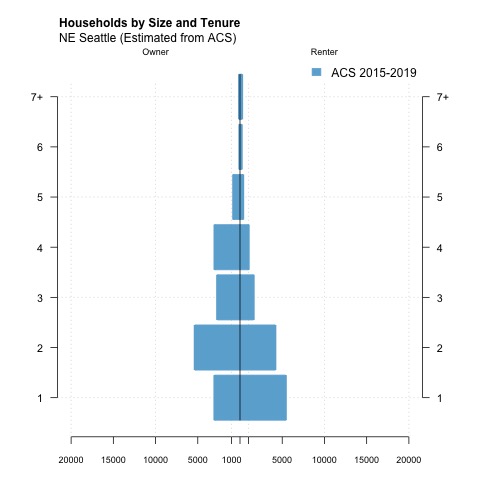 Households by Size and Tenure
NE Seattle (Estimated from ACS)
Owner Renter
ACS 2015-2019
7+ 7+
6 6
5 5
4 4
3 3
2 2
1 1
20000 15000 10000 5000 1000 5000 10000 15000 20000